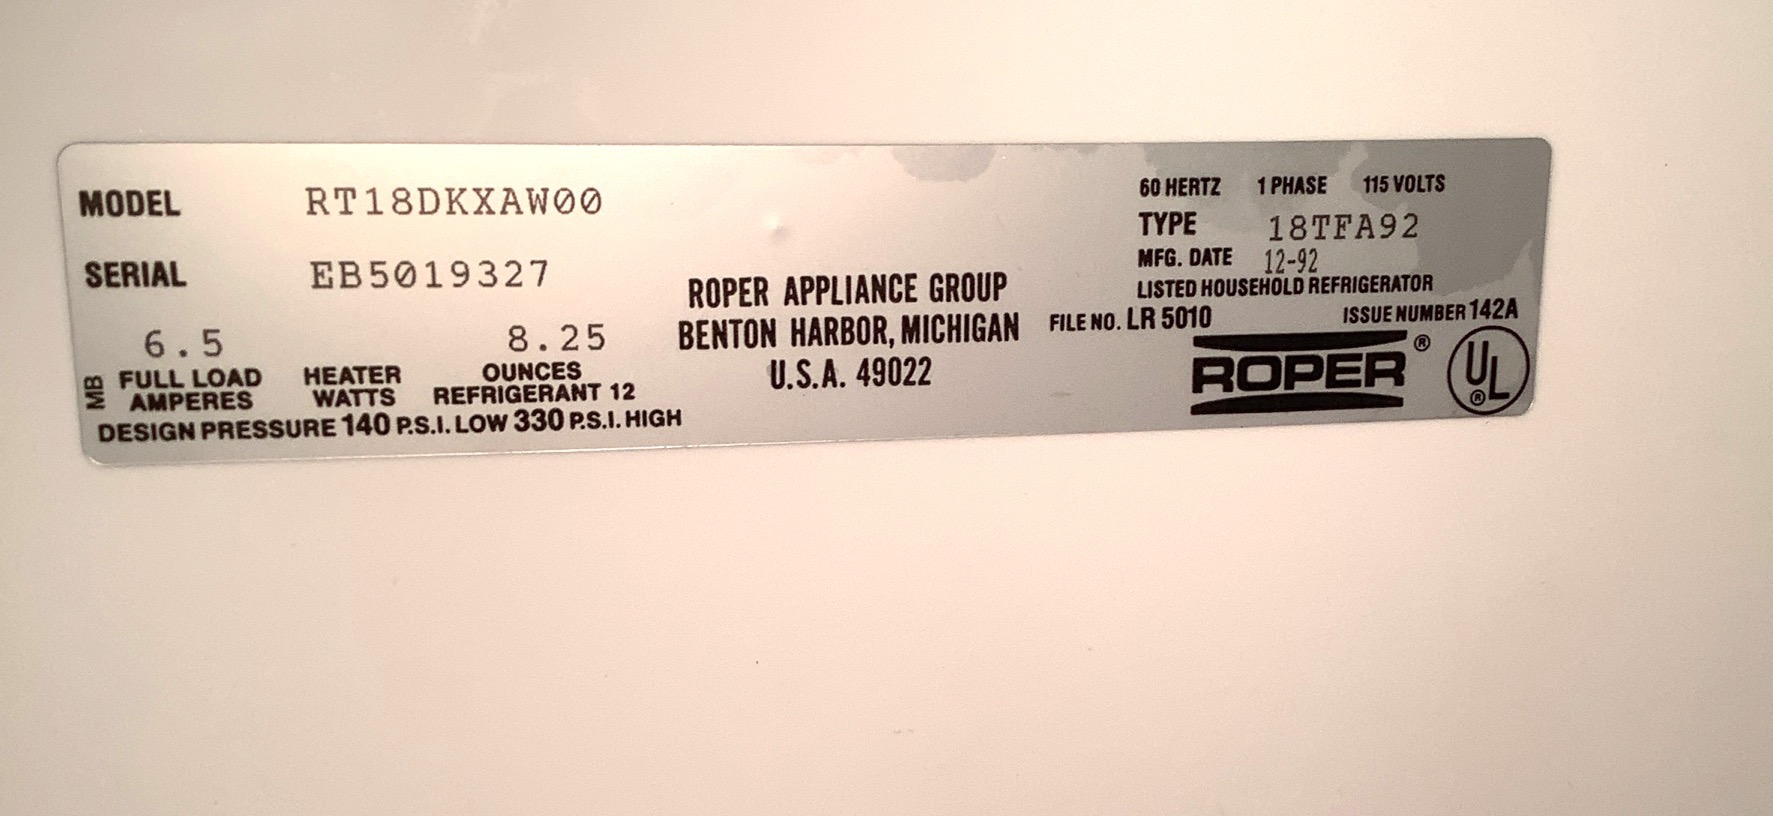 MODEL RT18DKXAW00
SERIAL EB5019327
6.5 8.25
MB FULL LOAD AMPERES HEATER WATTS OUNCES REFRIGERANT 12
DESIGN PRESSURE 140 P.S.I. LOW 330 P.S.I. HIGH
ROPER APPLIANCE GROUP
BENTON HARBOR, MICHIGAN
U.S.A. 49022
60 HERTZ 1 PHASE 115 VOLTS
TYPE 18TFA92
MFG. DATE 12-92
LISTED HOUSEHOLD REFRIGERATOR
FILE NO. LR 5010 ISSUE NUMBER 142A
ROPER® UL®